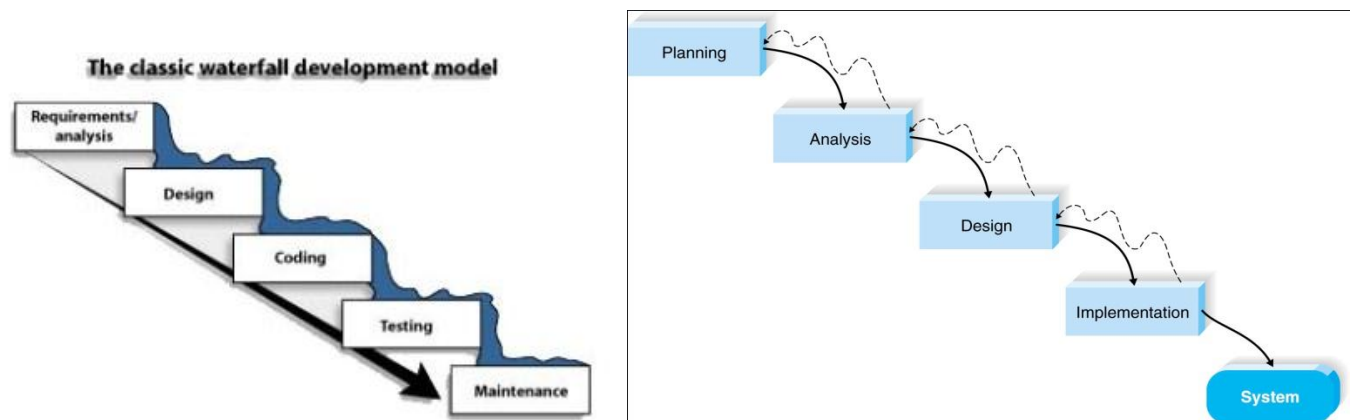 The classic waterfall development model
Requirements/
analysis
Design
Coding
Testing
Maintenance
Planning
Analysis
Design
Implementation
System